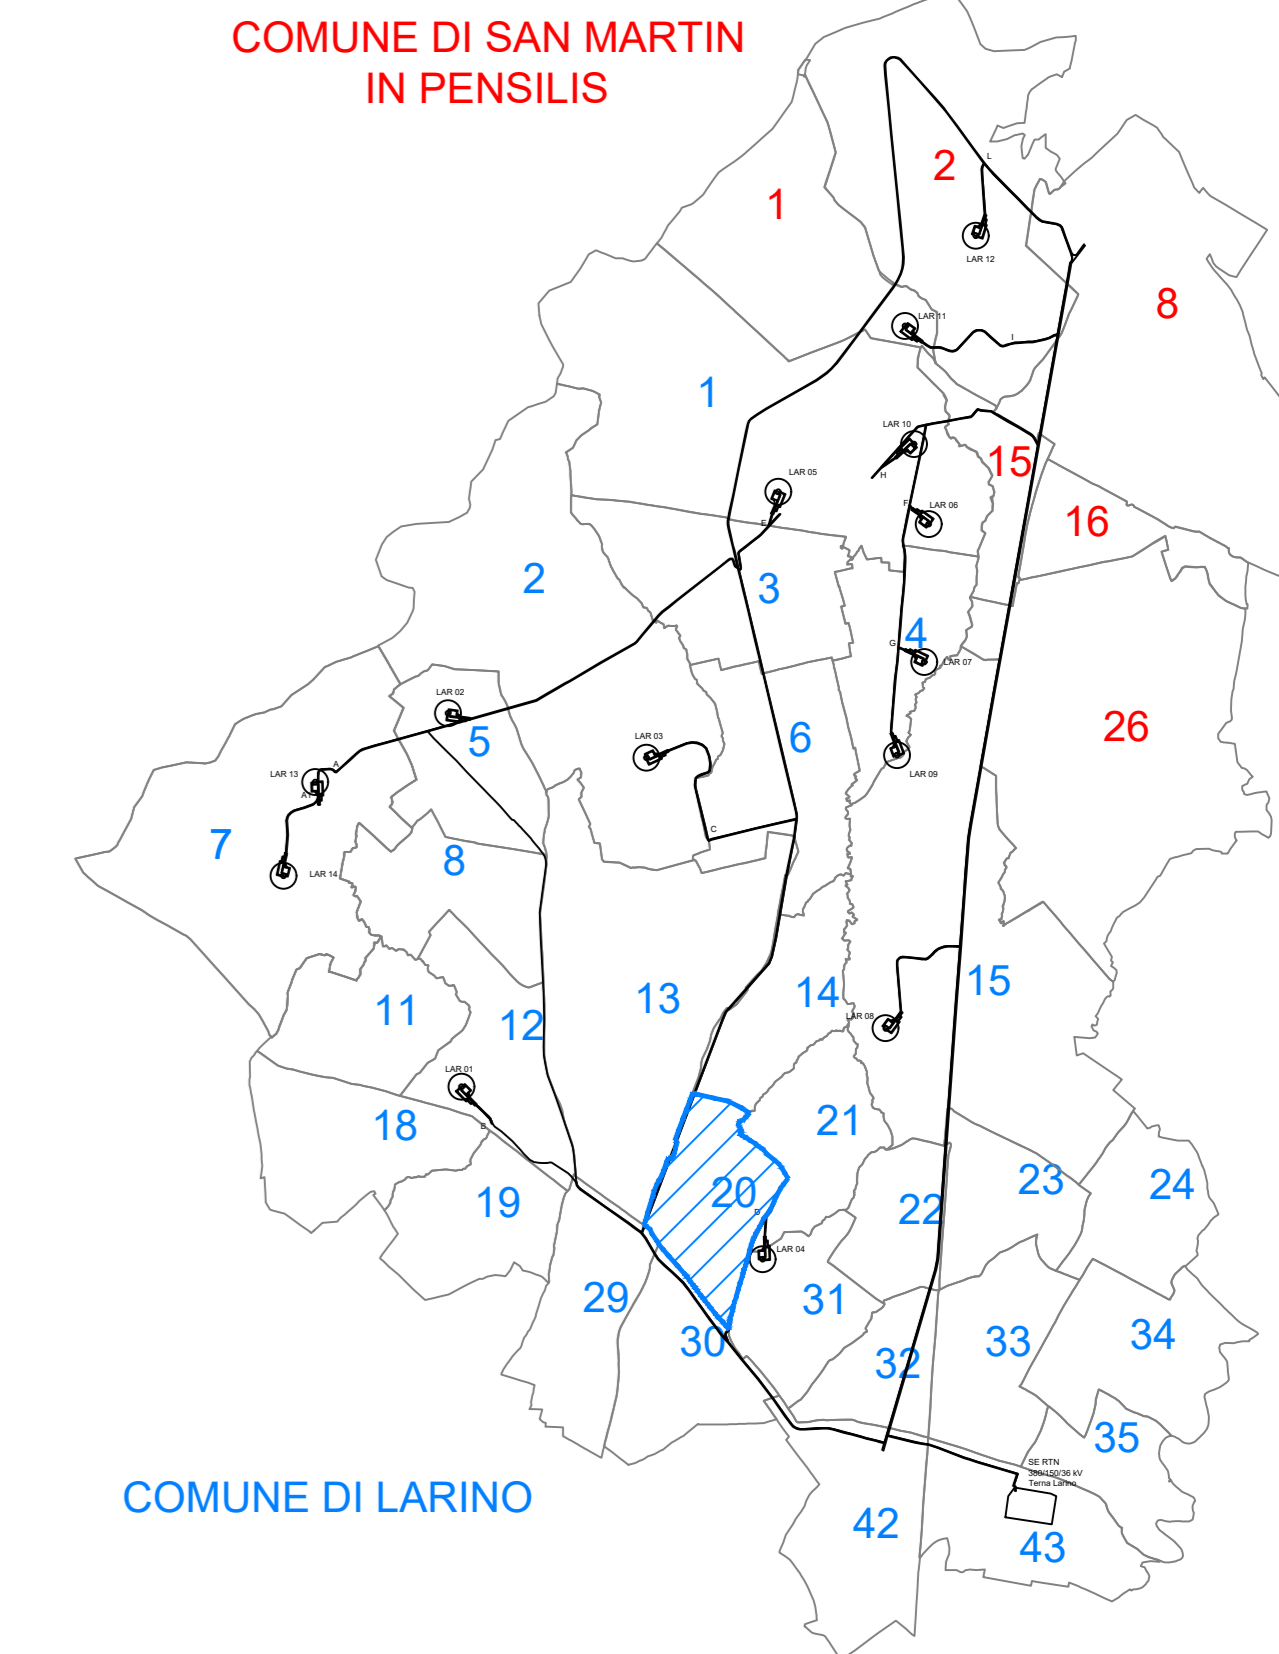 COMUNE DI SAN MARTIN
IN PENSILIS
L
2
1
LAR 12
8
LAR 11
I
1
LAR 10
15
H
LAR 05
F
LAR 06
16
E
2
3
4
G
LAR 07
LAR 02
5
LAR 03
6
26
A
LAR 13
LAR 09
A1
C
7
8
LAR 14
13
14
15
11
12
LAR 08
LAR 01
B
18
21
19
20
D
22
23
24
LAR 04
29
31
30
32
33
34
35
SE RTN
380/150/36 kV
Terna Larino
COMUNE DI LARINO
42
43